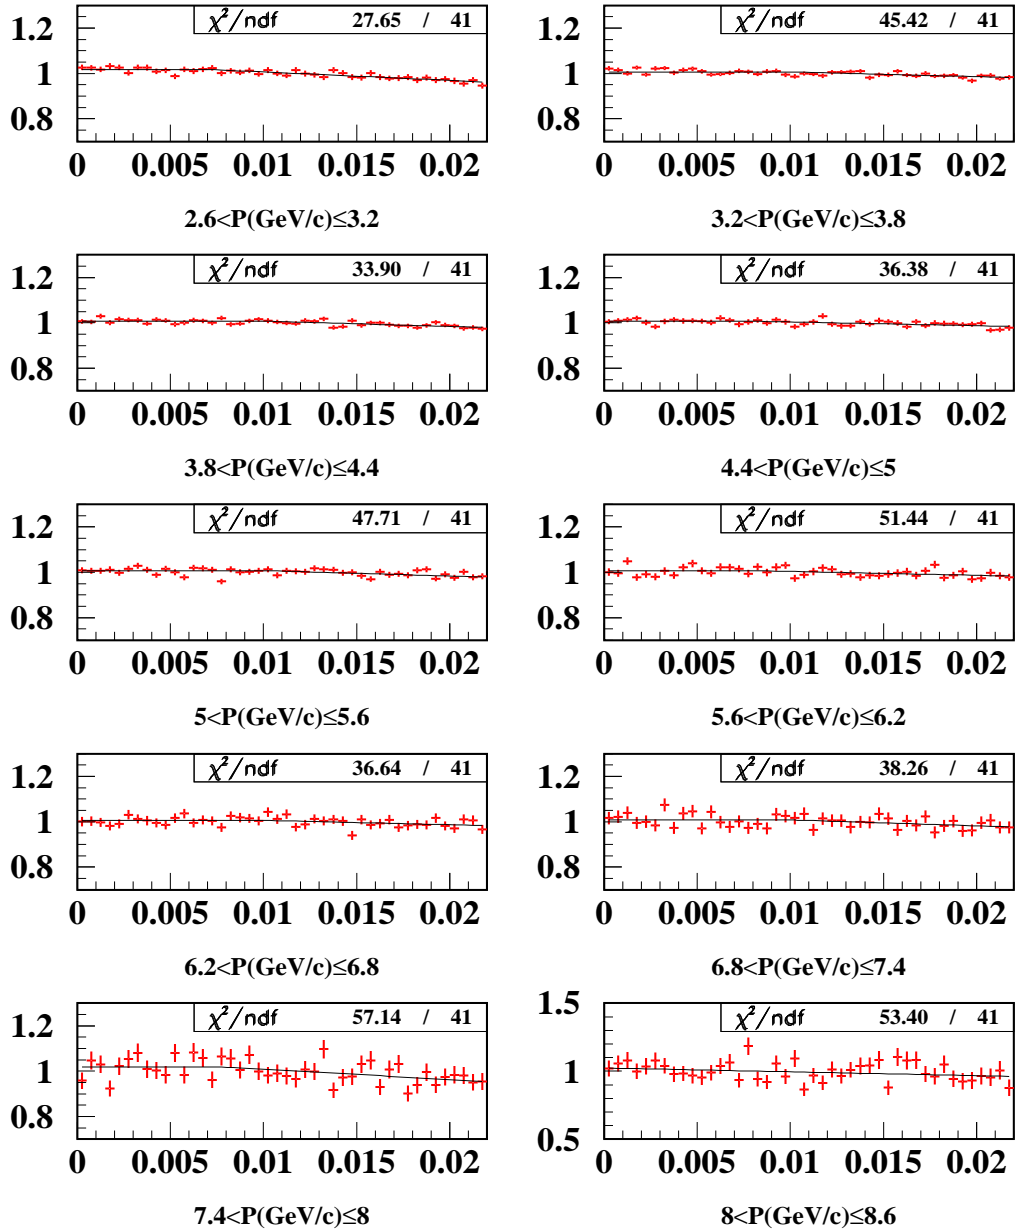 χ²/ndf 27.65 / 41
1.2
1
0.8
0 0.005 0.01 0.015 0.02
2.6<P(GeV/c)≤3.2
χ²/ndf 45.42 / 41
1.2
1
0.8
0 0.005 0.01 0.015 0.02
3.2<P(GeV/c)≤3.8
χ²/ndf 33.90 / 41
1.2
1
0.8
0 0.005 0.01 0.015 0.02
3.8<P(GeV/c)≤4.4
χ²/ndf 36.38 / 41
1.2
1
0.8
0 0.005 0.01 0.015 0.02
4.4<P(GeV/c)≤5
χ²/ndf 47.71 / 41
1.2
1
0.8
0 0.005 0.01 0.015 0.02
5<P(GeV/c)≤5.6
χ²/ndf 51.44 / 41
1.2
1
0.8
0 0.005 0.01 0.015 0.02
5.6<P(GeV/c)≤6.2
χ²/ndf 36.64 / 41
1.2
1
0.8
0 0.005 0.01 0.015 0.02
6.2<P(GeV/c)≤6.8
χ²/ndf 38.26 / 41
1.2
1
0.8
0 0.005 0.01 0.015 0.02
6.8<P(GeV/c)≤7.4
χ²/ndf 57.14 / 41
1.2
1
0.8
0 0.005 0.01 0.015 0.02
7.4<P(GeV/c)≤8
χ²/ndf 53.40 / 41
1.5
1
0.5
0 0.005 0.01 0.015 0.02
8<P(GeV/c)≤8.6